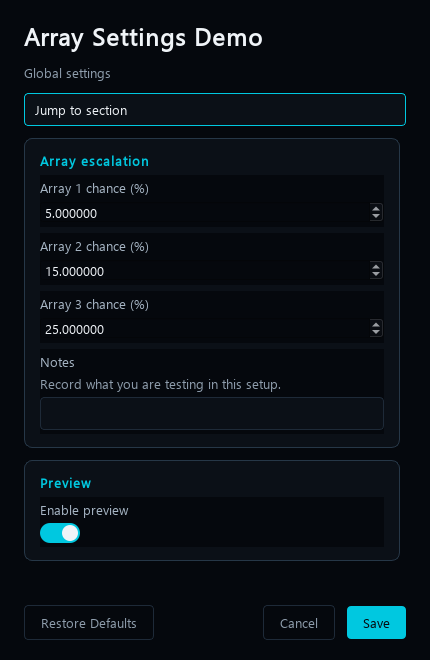 Array Settings Demo
Global settings
Jump to section
Array escalation
Array 1 chance (%)
5.000000
Array 2 chance (%)
15.000000
Array 3 chance (%)
25.000000
Notes
Record what you are testing in this setup.
Preview
Enable preview
Restore Defaults
Cancel
Save